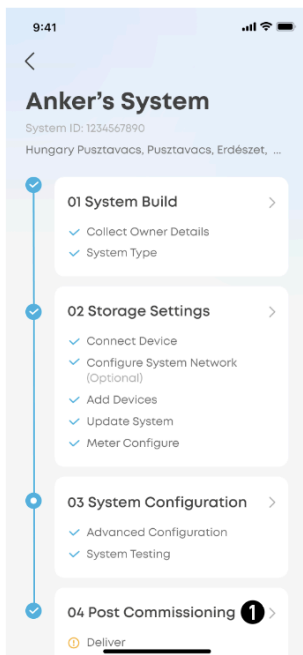 9:41
Anker's System
System ID: 1234567890
Hungary Pusztavacs, Pusztavacs, Erdészet, ...
01 System Build
Collect Owner Details
System Type
02 Storage Settings
Connect Device
Configure System Network
(Optional)
Add Devices
Update System
Meter Configure
03 System Configuration
Advanced Configuration
System Testing
04 Post Commissioning 1
Deliver